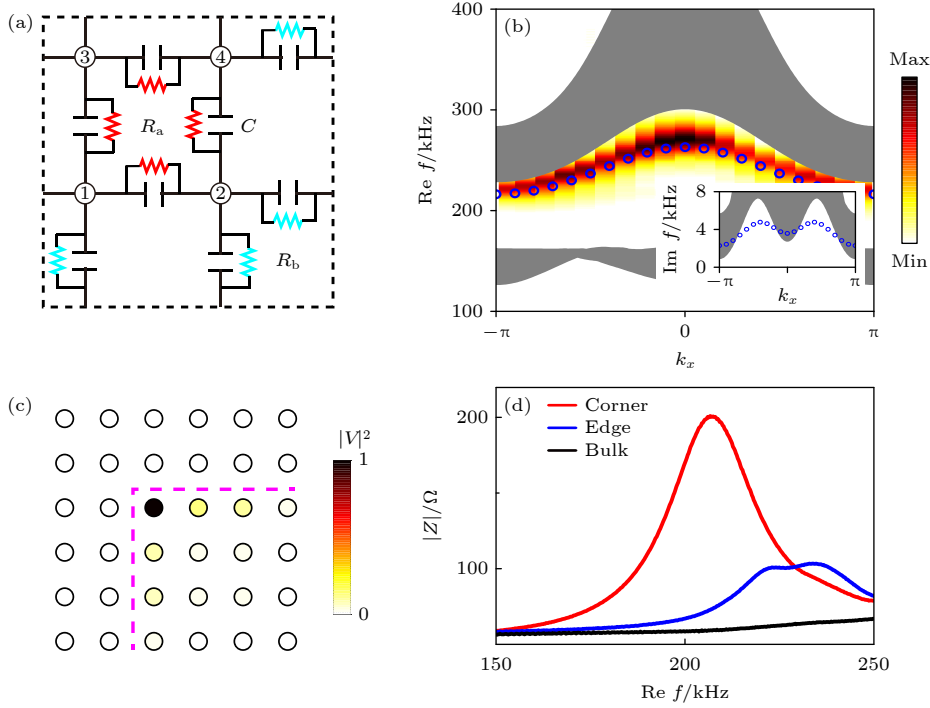 (a)
3
4
R_a
C
1
2
R_b
(b)
400
300
200
100
Re f/kHz
−π
0
π
k_x
8
4
0
Im f/kHz
−π
π
k_x
Max
Min
(c)
|V|²
1
0
(d)
Corner
Edge
Bulk
200
100
|Z|/Ω
150
200
250
Re f/kHz